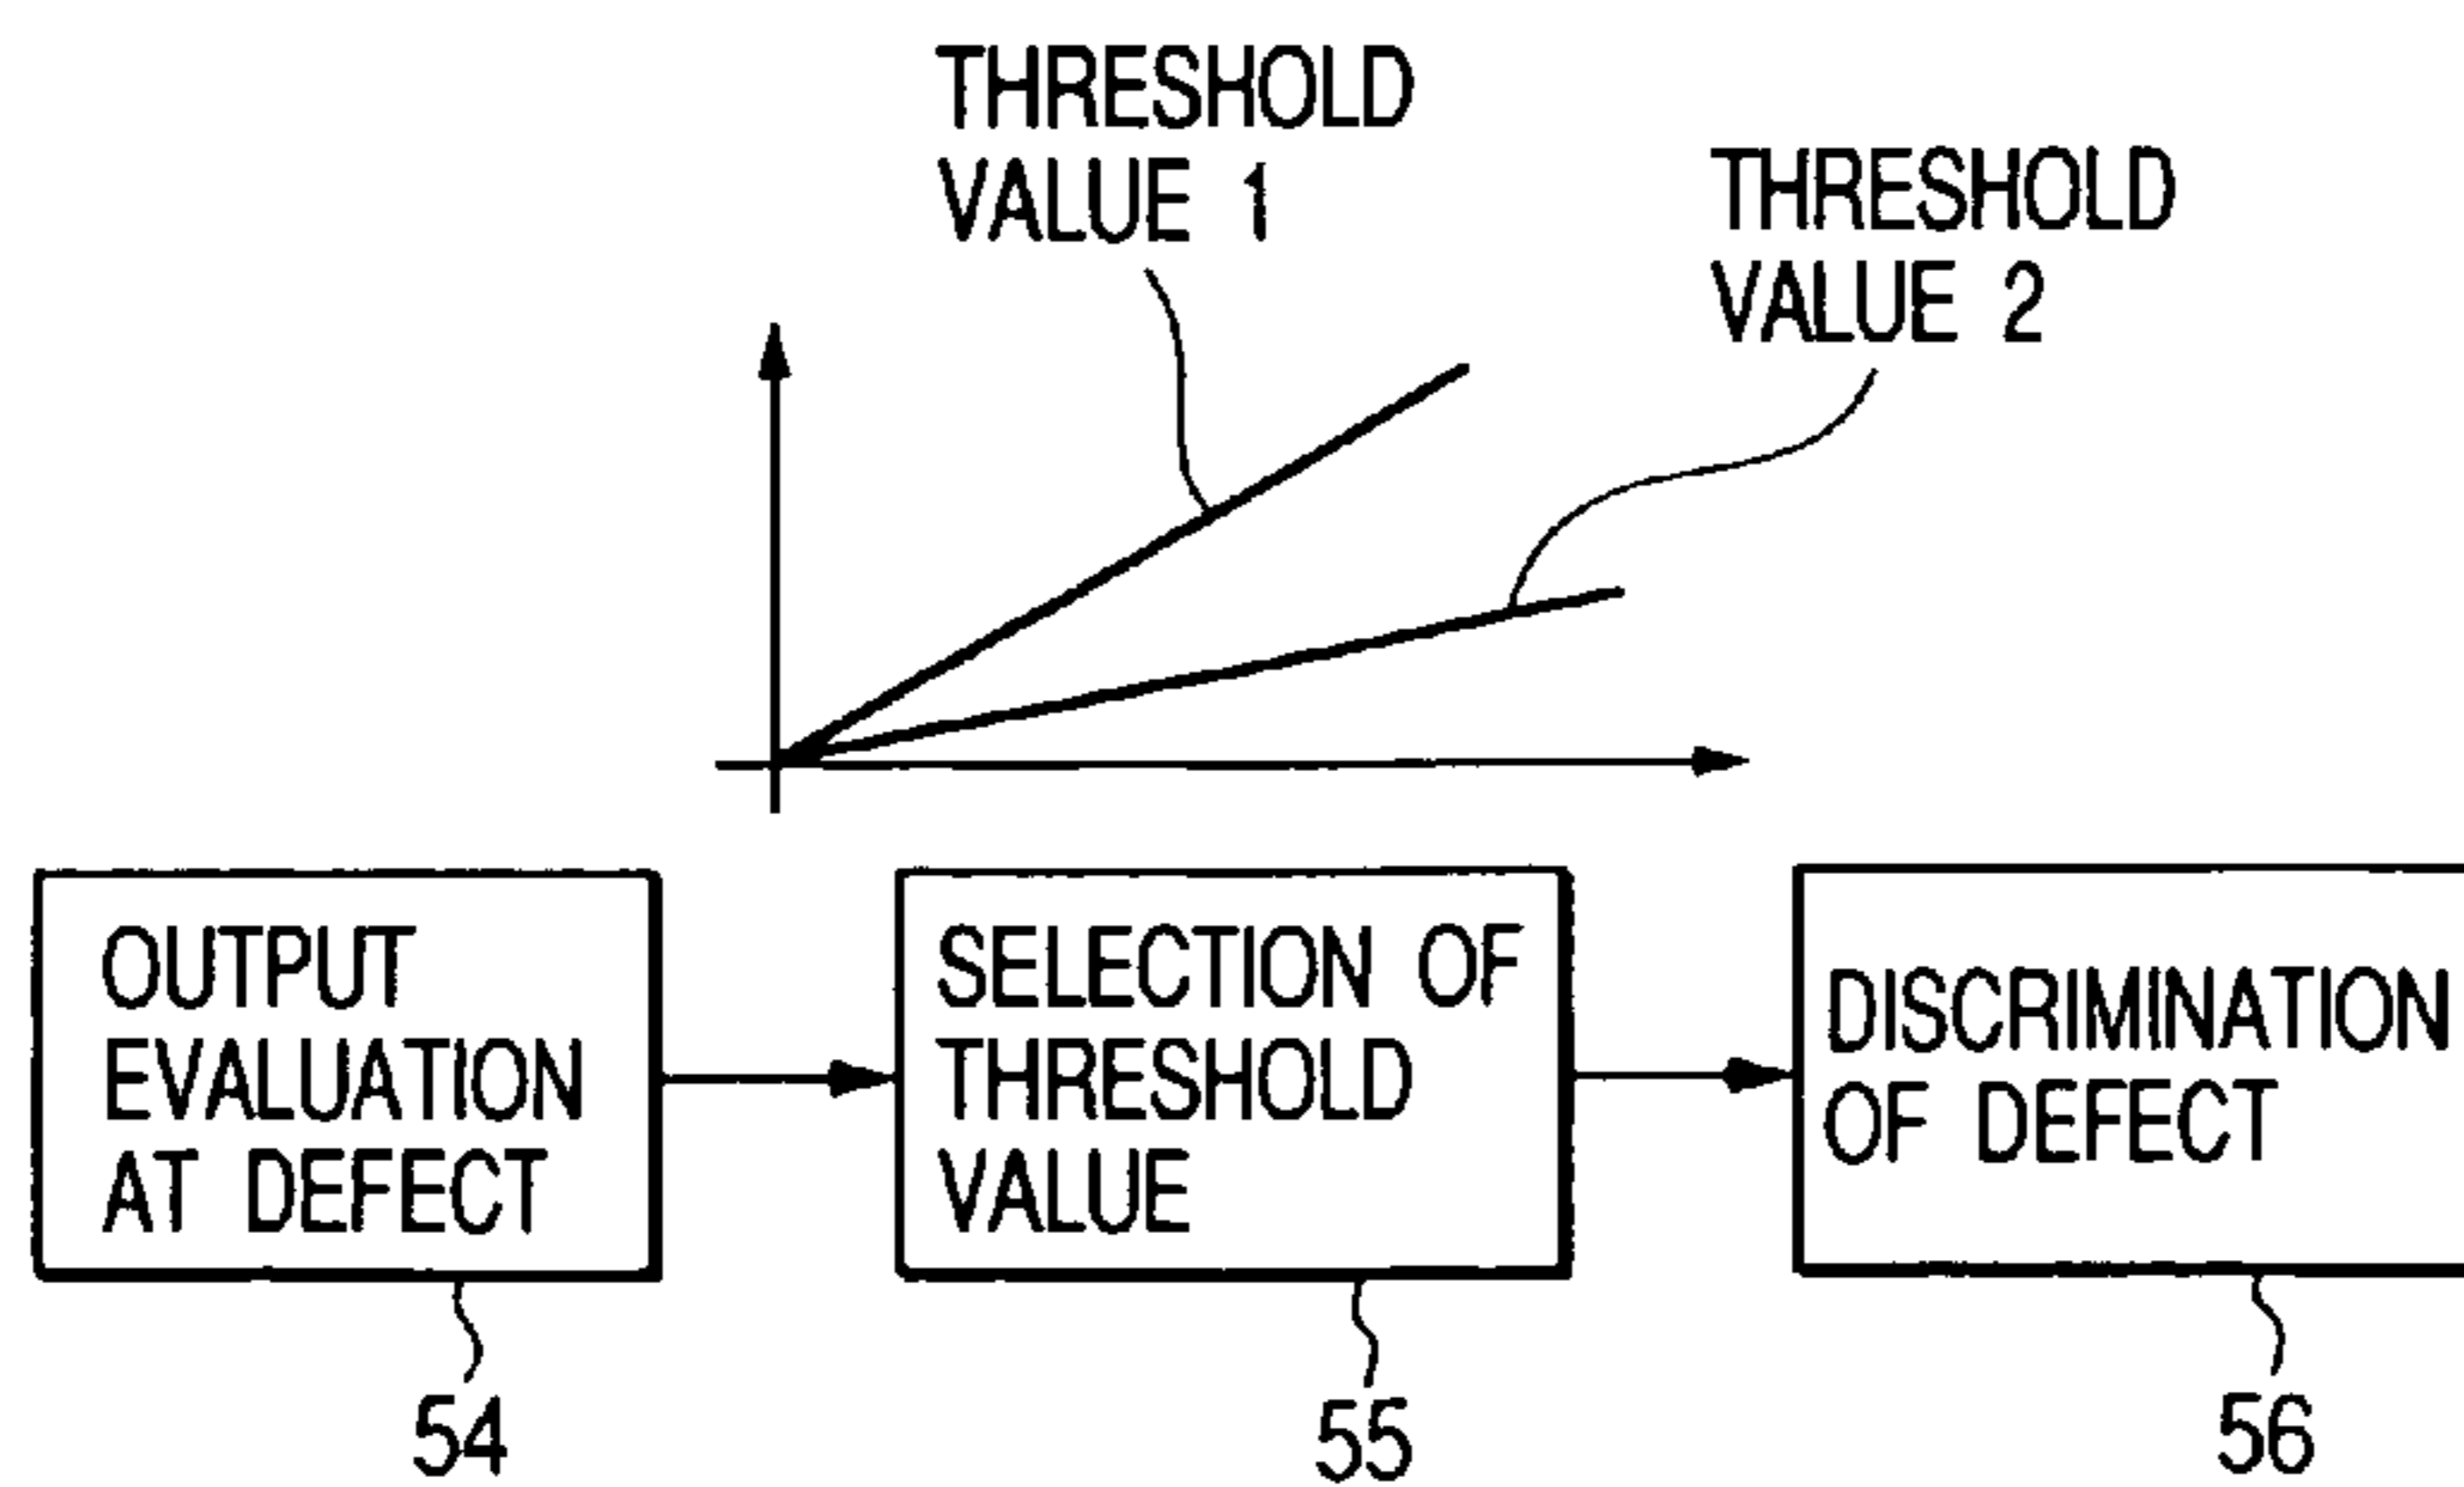 THRESHOLD
VALUE 1
THRESHOLD
VALUE 2
OUTPUT
EVALUATION
AT DEFECT
SELECTION OF
THRESHOLD
VALUE
DISCRIMINATION
OF DEFECT
54
55
56